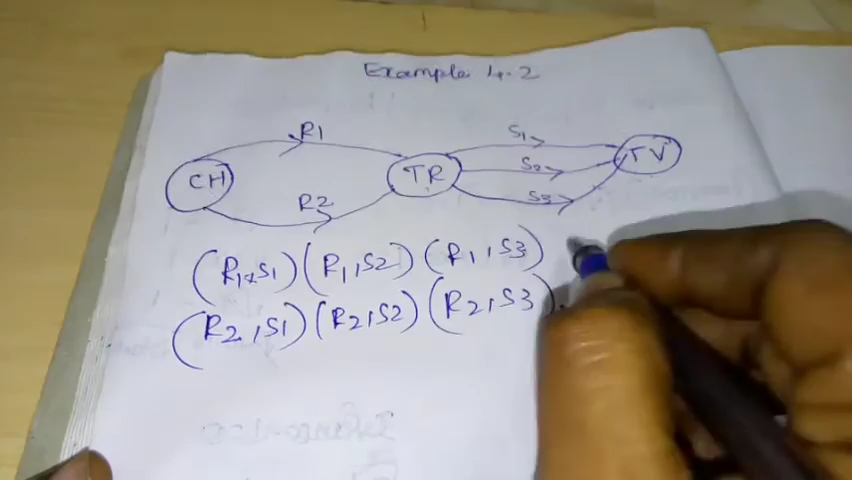 Example 4.2
R1 S1
CH TR S2 TV
R2 S3
(R1,S1) (R1,S2) (R1,S3)
(R2,S1) (R2,S2) (R2,S3)